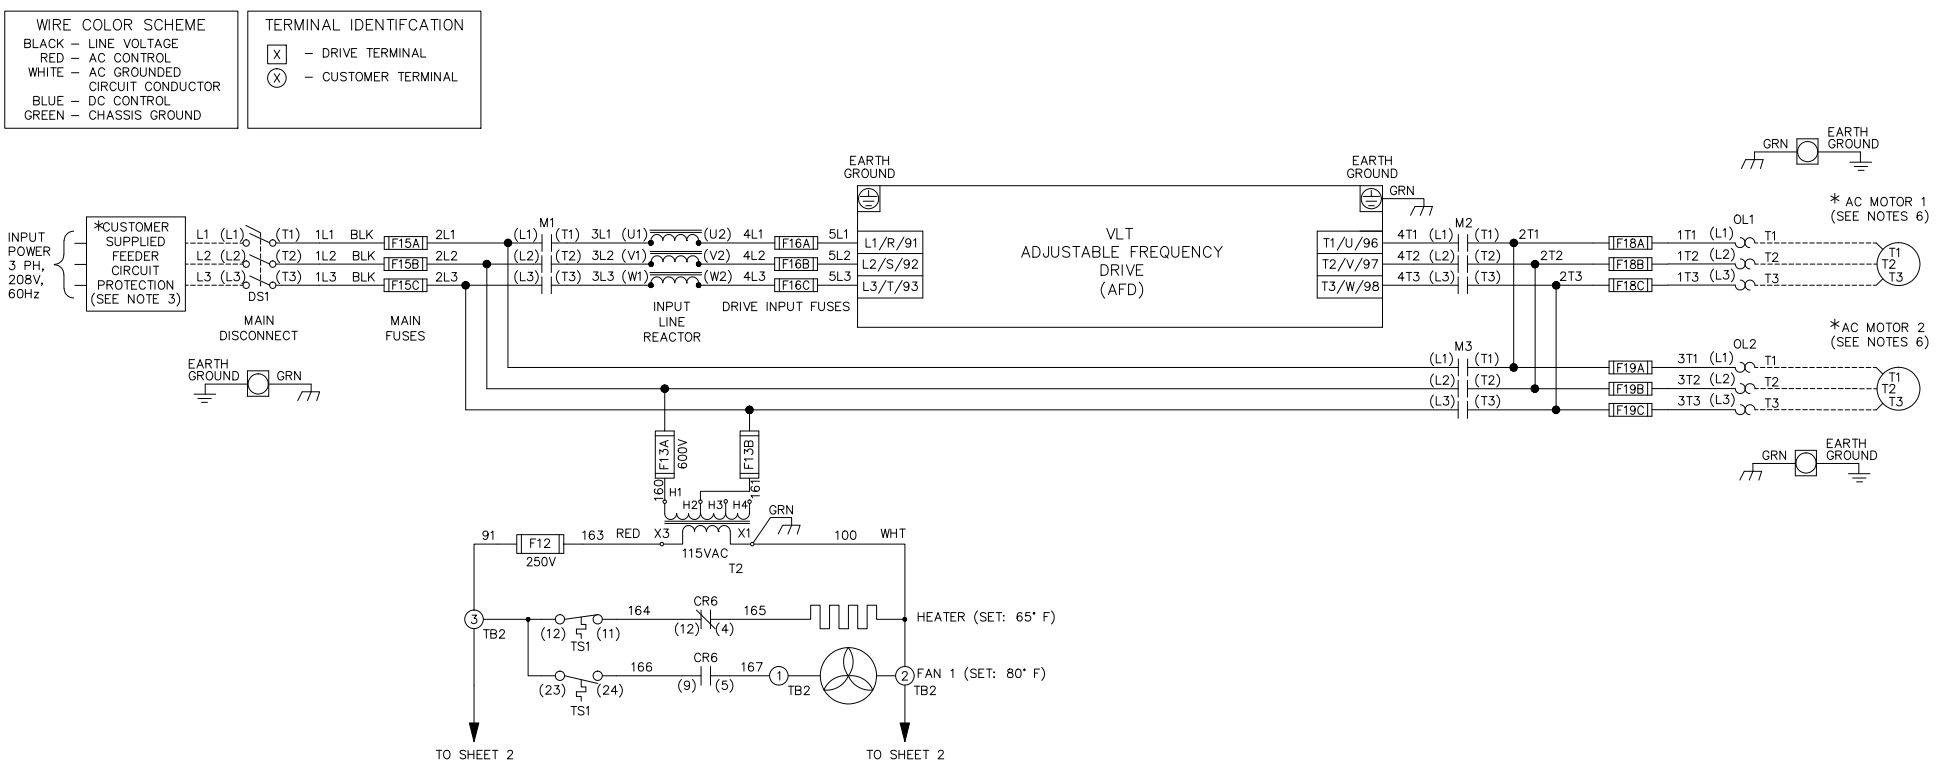 WIRE COLOR SCHEME
BLACK – LINE VOLTAGE
RED – AC CONTROL
WHITE – AC GROUNDED
CIRCUIT CONDUCTOR
BLUE – DC CONTROL
GREEN – CHASSIS GROUND
TERMINAL IDENTIFCATION
X – DRIVE TERMINAL
X – CUSTOMER TERMINAL
INPUT
POWER
3 PH,
208V,
60Hz
*CUSTOMER
SUPPLIED
FEEDER
CIRCUIT
PROTECTION
(SEE NOTE 3)
L1 (L1) (T1) 1L1 BLK F15A 2L1 (L1) M1 (T1) 3L1 (U1) (U2) 4L1 F16A 5L1 L1/R/91
L2 (L2) (T2) 1L2 BLK F15B 2L2 (L2) (T2) 3L2 (V1) (V2) 4L2 F16B 5L2 L2/S/92
L3 (L3) (T3) 1L3 BLK F15C 2L3 (L3) (T3) 3L3 (W1) (W2) 4L3 F16C 5L3 L3/T/93
DS1
MAIN
DISCONNECT
MAIN
FUSES
INPUT
LINE
REACTOR
DRIVE INPUT FUSES
EARTH
GROUND
VLT
ADJUSTABLE FREQUENCY
DRIVE
(AFD)
EARTH
GROUND
GRN
T1/U/96 4T1 (L1) M2 (T1) 2T1 F18A 1T1 (L1) OL1 T1
T2/V/97 4T2 (L2) (T2) 2T2 F18B 1T2 (L2) T2
T3/W/98 4T3 (L3) (T3) 2T3 F18C 1T3 (L3) T3
GRN
EARTH
GROUND
* AC MOTOR 1
(SEE NOTES 6)
T1
T2
T3
*AC MOTOR 2
(SEE NOTES 6)
(L1) M3 (T1) F19A 3T1 (L1) OL2 T1
(L2) (T2) F19B 3T2 (L2) T2
(L3) (T3) F19C 3T3 (L3) T3
T1
T2
T3
GRN
EARTH
GROUND
EARTH
GROUND
GRN
F13A
600V
F13B
160
161
H1
H2 H3 H4
GRN
91 F12 163 RED X3 X1 100 WHT
250V
115VAC
T2
3
TB2
164 CR6 165
(12) (11) (12) (4)
TS1
HEATER (SET: 65° F)
166 CR6 167 1
(23) (24) (9) (5) TB2
TS1
2 FAN 1 (SET: 80° F)
TB2
TO SHEET 2
TO SHEET 2